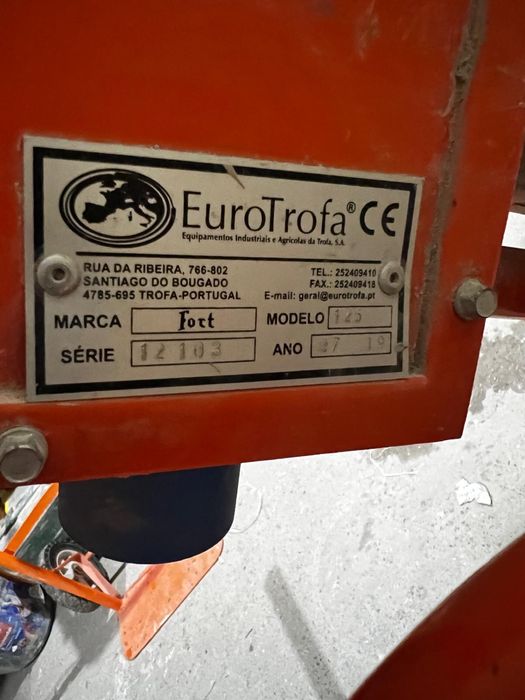 EuroTrofa® CE
Equipamentos Industriais e Agrícolas da Trofa, S.A.
RUA DA RIBEIRA, 766-802 TEL.: 252409410
SANTIAGO DO BOUGADO FAX.: 252409418
4785-695 TROFA-PORTUGAL E-mail: geral@eurotrofa.pt
MARCA Fort MODELO 125
SÉRIE 12103 ANO 19